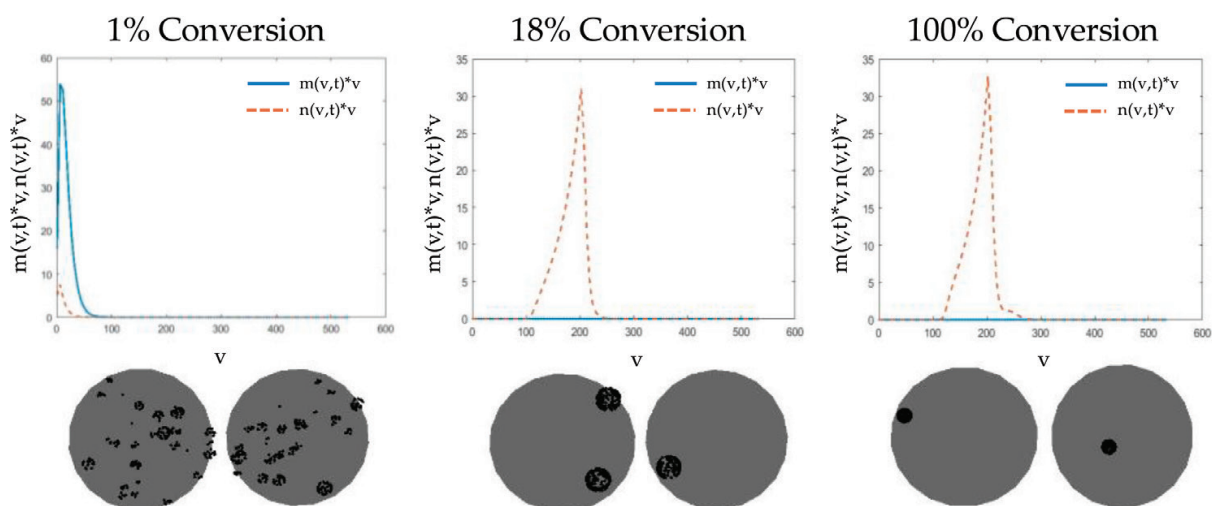 1% Conversion
m(v,t)*v, n(v,t)*v
60
50
40
30
20
10
0
m(v,t)*v
n(v,t)*v
0 100 200 300 400 500 600
v
18% Conversion
m(v,t)*v, n(v,t)*v
35
30
25
20
15
10
5
0
m(v,t)*v
n(v,t)*v
0 100 200 300 400 500 600
v
100% Conversion
m(v,t)*v, n(v,t)*v
35
30
25
20
15
10
5
0
m(v,t)*v
n(v,t)*v
0 100 200 300 400 500 600
v